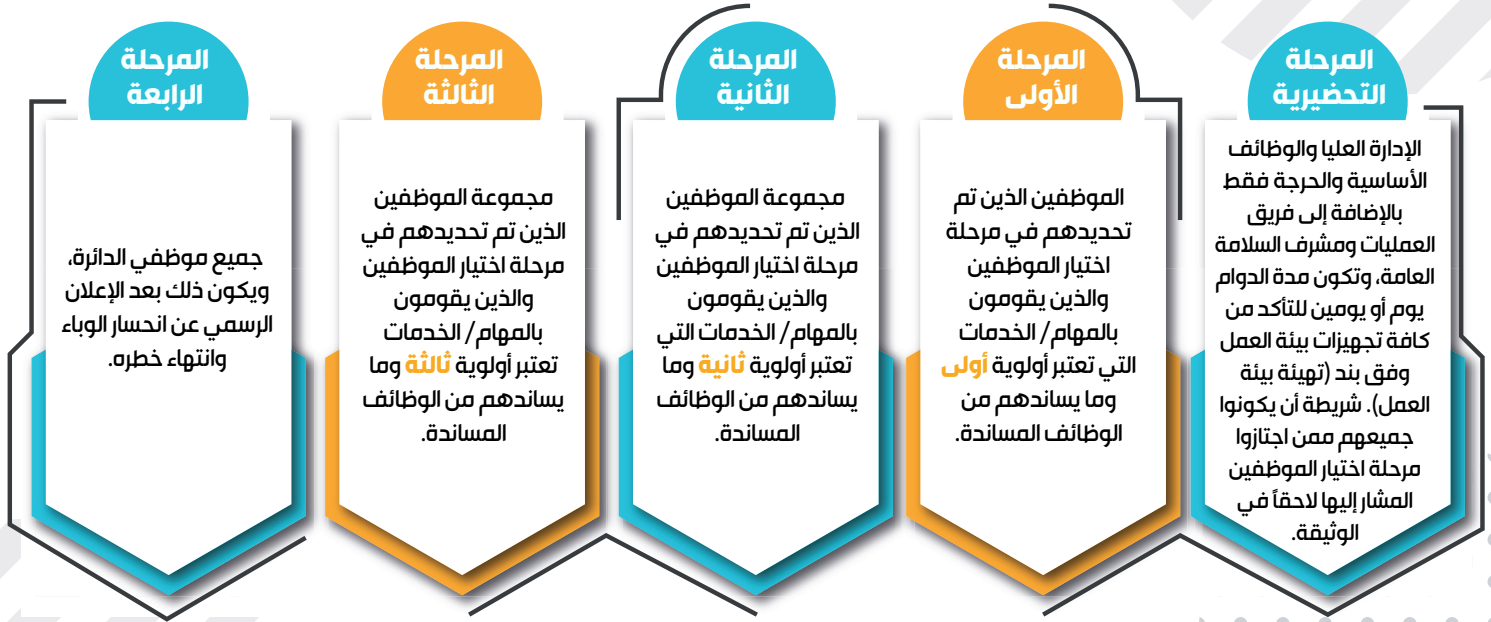 المرحلة
التحضيرية
الإدارة العليا والوظائف
الأساسية والحرجة فقط
بالإضافة إلى فريق
العمليات ومشرف السلامة
العامة، وتكون مدة الدوام
يوم أو يومين للتأكد من
كافة تجهيزات بيئة العمل
وفق بند (تهيئة بيئة
العمل). شريطة أن يكونوا
جميعهم ممن اجتازوا
مرحلة اختيار الموظفين
المشار إليها لاحقاً في
الوثيقة.
المرحلة
الأولى
الموظفين الذين تم
تحديدهم في مرحلة
اختيار الموظفين
والذين يقومون
بالمهام/ الخدمات
التي تعتبر أولوية أولى
وما يساندهم من
الوظائف المساندة.
المرحلة
الثانية
مجموعة الموظفين
الذين تم تحديدهم في
مرحلة اختيار الموظفين
والذين يقومون
بالمهام/ الخدمات التي
تعتبر أولوية ثانية وما
يساندهم من الوظائف
المساندة.
المرحلة
الثالثة
مجموعة الموظفين
الذين تم تحديدهم في
مرحلة اختيار الموظفين
والذين يقومون
بالمهام/ الخدمات التي
تعتبر أولوية ثالثة وما
يساندهم من الوظائف
المساندة.
المرحلة
الرابعة
جميع موظفي الدائرة،
ويكون ذلك بعد الإعلان
الرسمي عن انحسار الوباء
وانتهاء خطره.